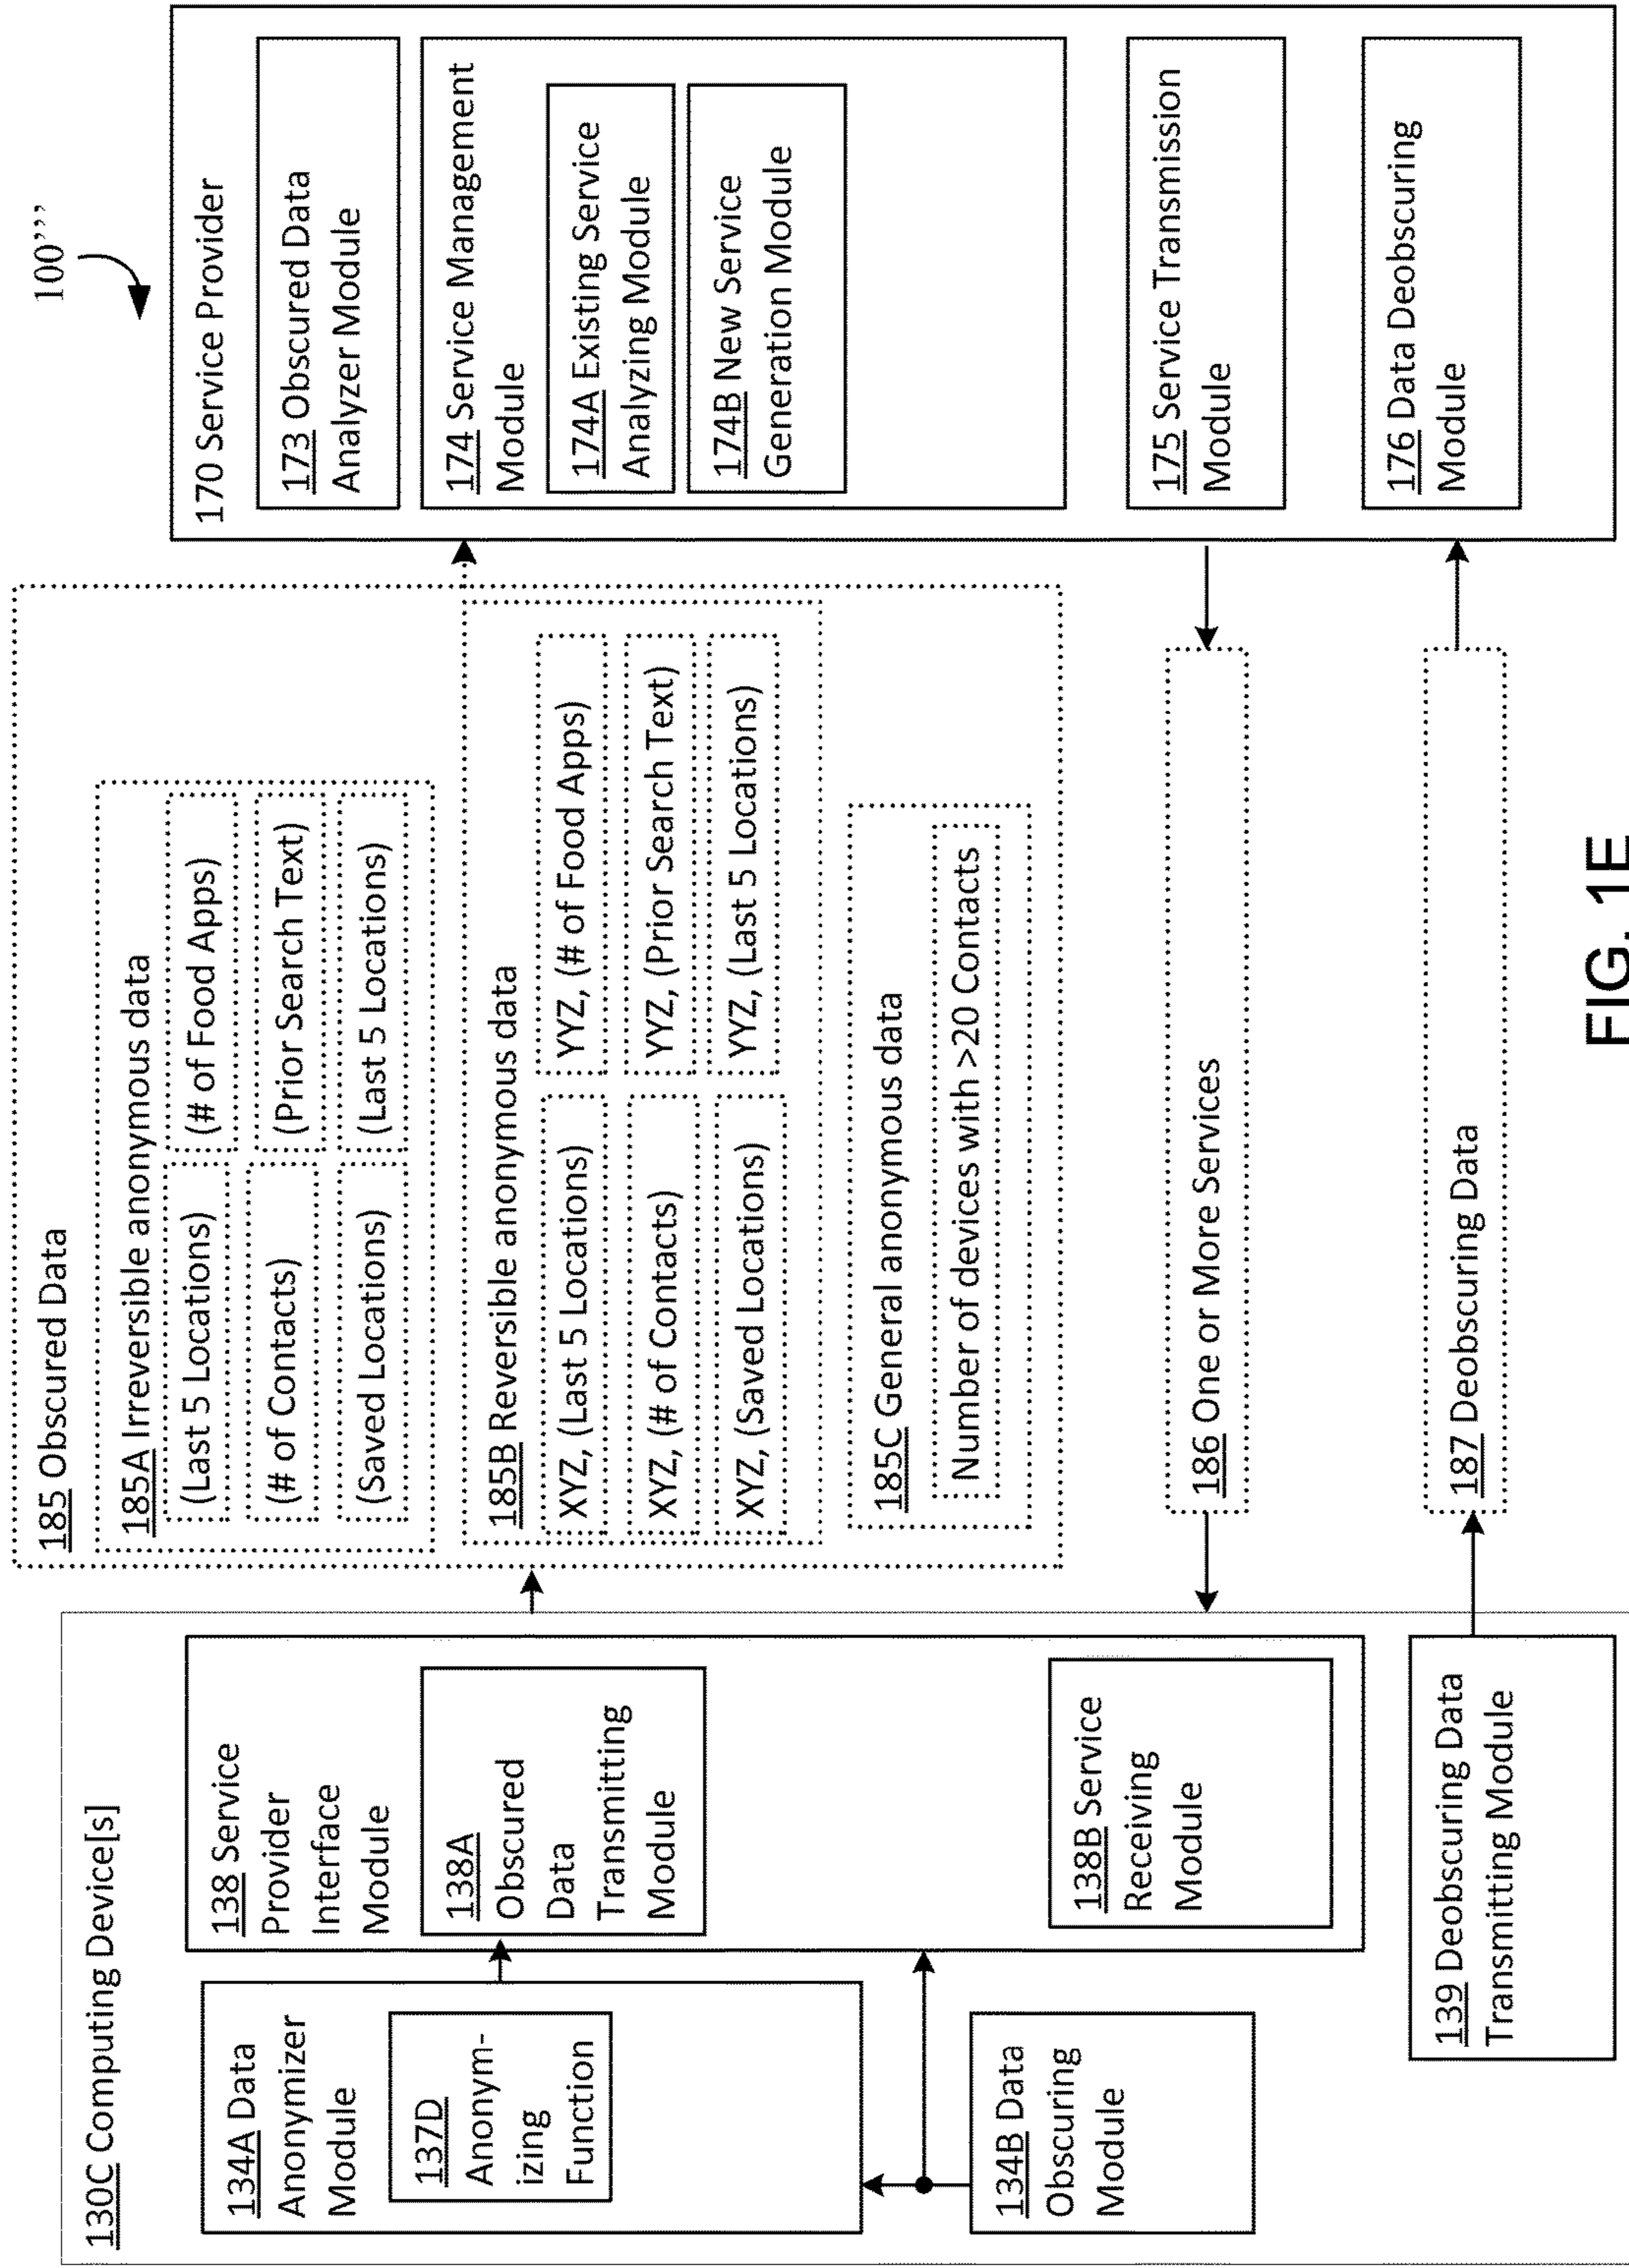 100’’’’
130C Computing Device[s]
134A Data
Anonymizer
Module
137D
Anonym-
izing
Function
134B Data
Obscuring
Module
138 Service
Provider
Interface
Module
138A
Obscured
Data
Transmitting
Module
138B Service
Receiving
Module
139 Deobscuring Data
Transmitting Module
185 Obscured Data
185A Irreversible anonymous data
(Last 5 Locations)
(# of Food Apps)
(# of Contacts)
(Prior Search Text)
(Saved Locations)
(Last 5 Locations)
185B Reversible anonymous data
XYZ, (Last 5 Locations)
YYZ, (# of Food Apps)
XYZ, (# of Contacts)
YYZ, (Prior Search Text)
XYZ, (Saved Locations)
YYZ, (Last 5 Locations)
185C General anonymous data
Number of devices with >20 Contacts
186 One or More Services
187 Deobscuring Data
170 Service Provider
173 Obscured Data
Analyzer Module
174 Service Management
Module
174A Existing Service
Analyzing Module
174B New Service
Generation Module
175 Service Transmission
Module
176 Data Deobscuring
Module
FIG. 1E